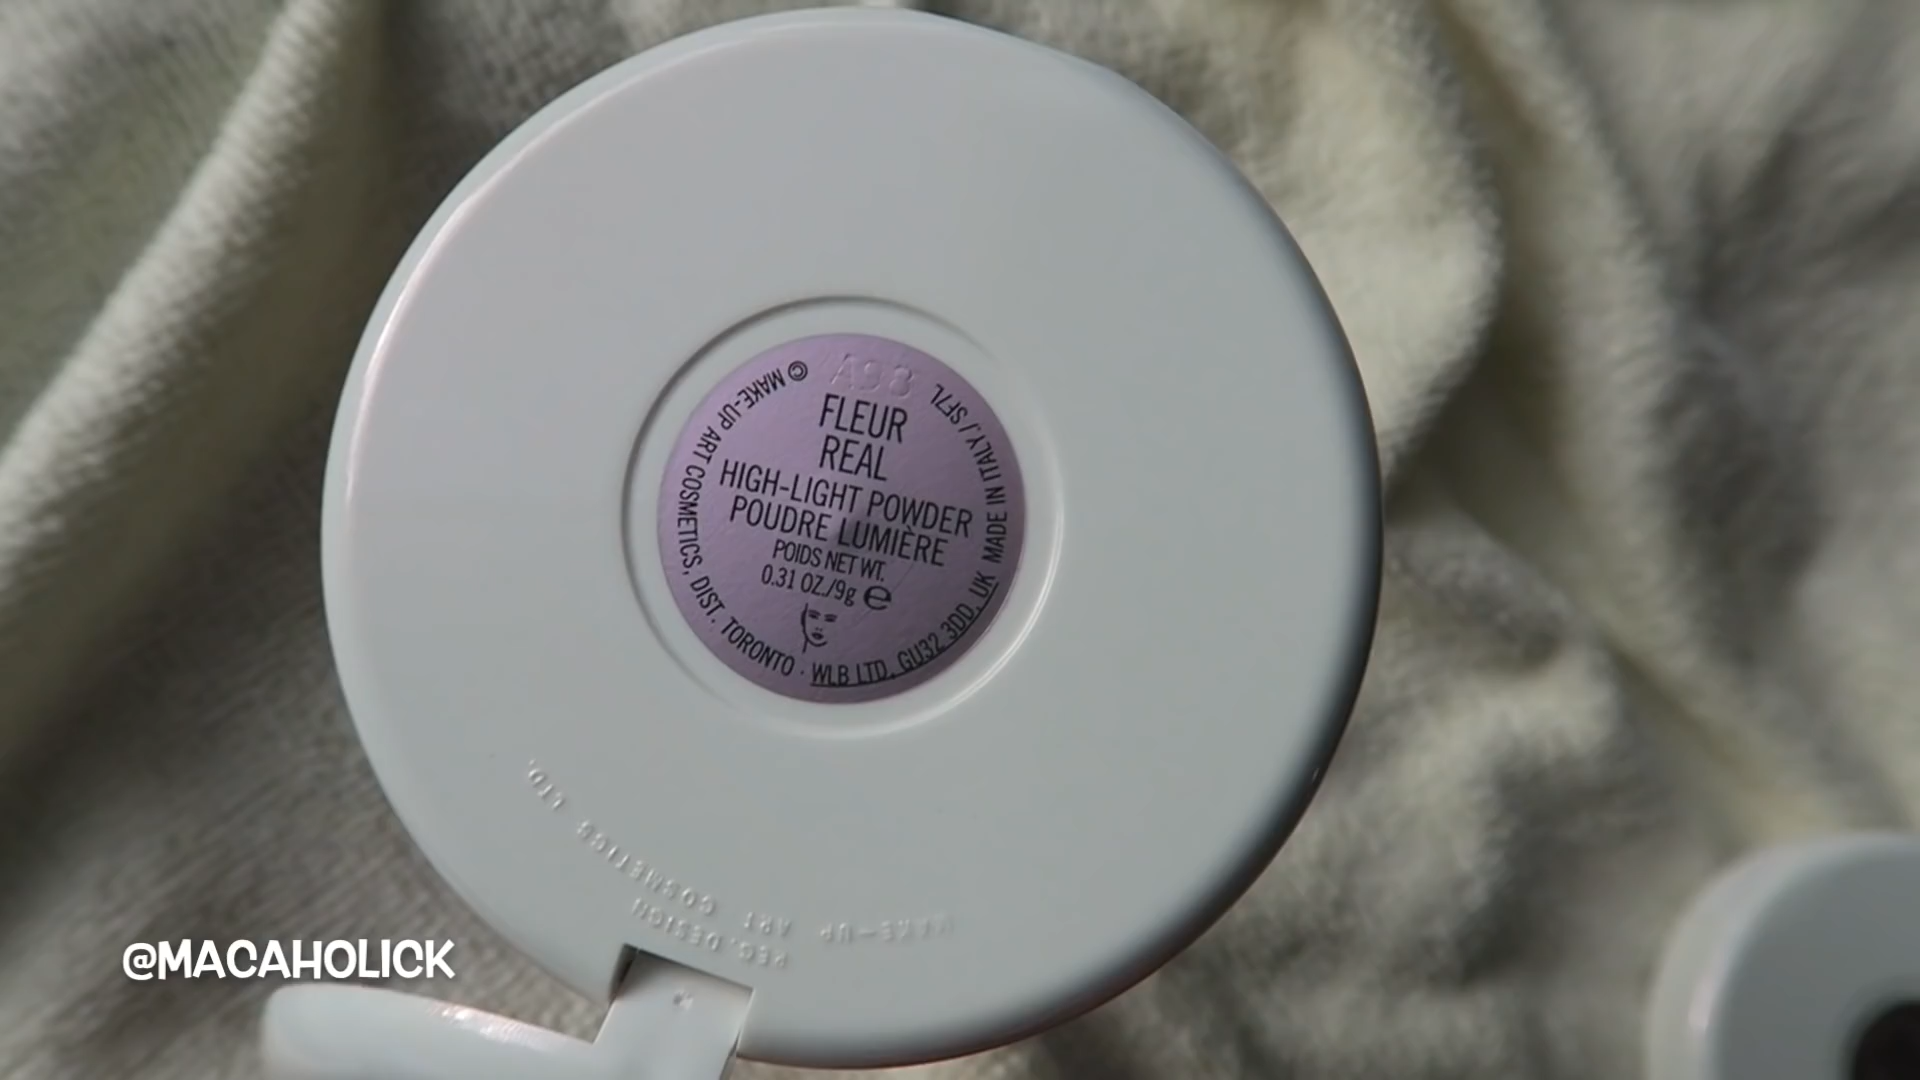 A98
FLEUR
REAL
HIGH-LIGHT POWDER
POUDRE LUMIÈRE
POIDS NET WT.
0.31 OZ./9g e
© MAKE-UP ART COSMETICS, DIST. TORONTO · WLB LTD, GU32 3DD, UK MADE IN ITALY / SF7L
MAKE-UP ART COSMETICS LTD.
REG. DESIGN
@MACAHOLICK